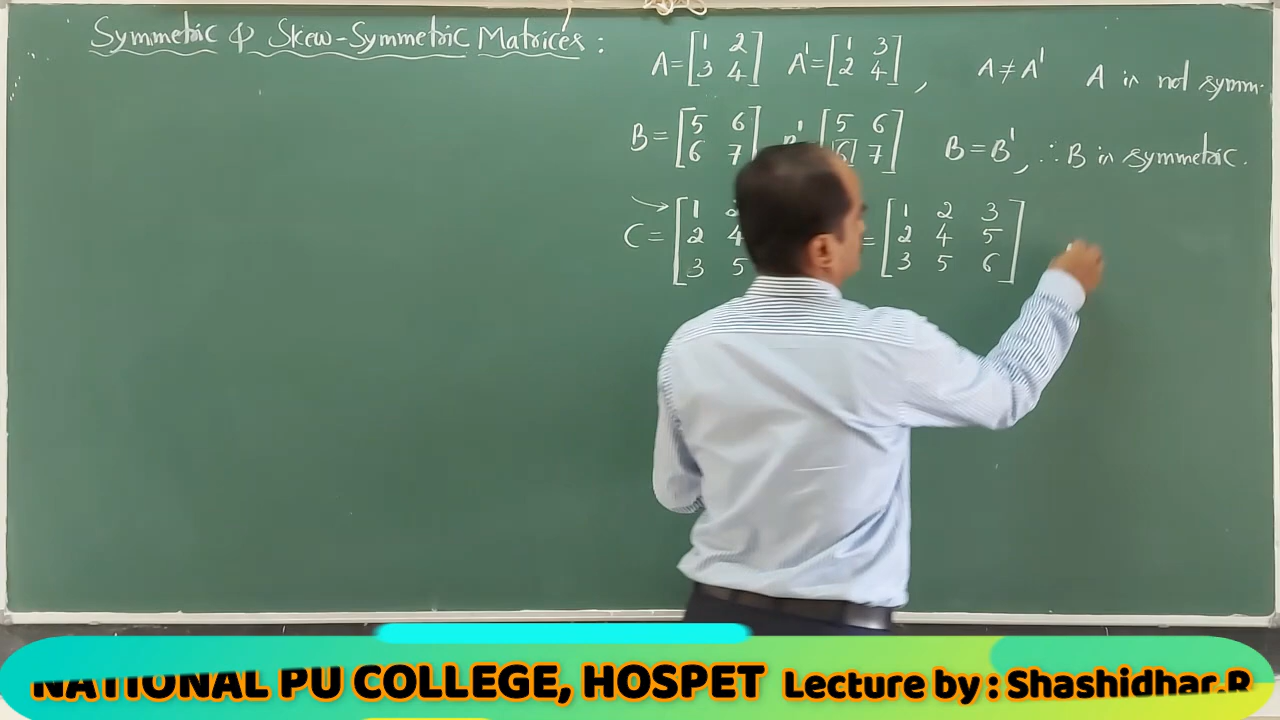 Symmetric & Skew-Symmetric Matrices :
A = [1 2 A' = [1 3 , A ≠ A' A is not symm.
3 4] 2 4]
B = [5 6 B' [5 6 B = B', ∴ B is symmetric.
6 7] 6 7]
C = [1 2 = [1 2 3
2 4 2 4 5
3 5 3 5 6]
NATIONAL PU COLLEGE, HOSPET Lecture by : Shashidhar.R